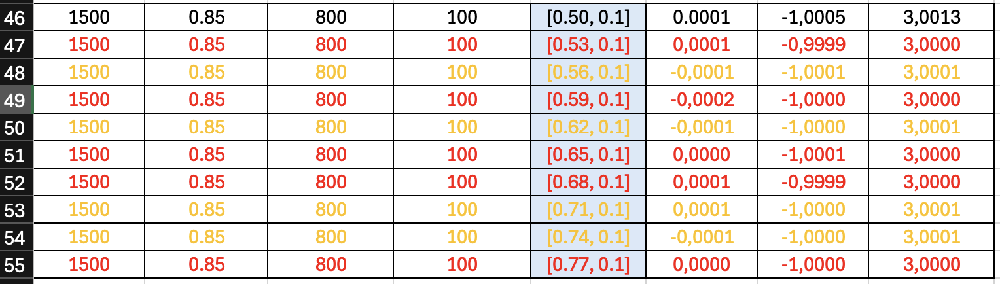 46 1500 0.85 800 100 [0.50, 0.1] 0.0001 -1,0005 3,0013
47 1500 0.85 800 100 [0.53, 0.1] 0,0001 -0,9999 3,0000
48 1500 0.85 800 100 [0.56, 0.1] -0,0001 -1,0001 3,0001
49 1500 0.85 800 100 [0.59, 0.1] -0,0002 -1,0000 3,0000
50 1500 0.85 800 100 [0.62, 0.1] -0,0001 -1,0000 3,0001
51 1500 0.85 800 100 [0.65, 0.1] 0,0000 -1,0001 3,0000
52 1500 0.85 800 100 [0.68, 0.1] 0,0001 -0,9999 3,0000
53 1500 0.85 800 100 [0.71, 0.1] 0,0001 -1,0000 3,0001
54 1500 0.85 800 100 [0.74, 0.1] -0,0001 -1,0000 3,0001
55 1500 0.85 800 100 [0.77, 0.1] 0,0000 -1,0000 3,0000